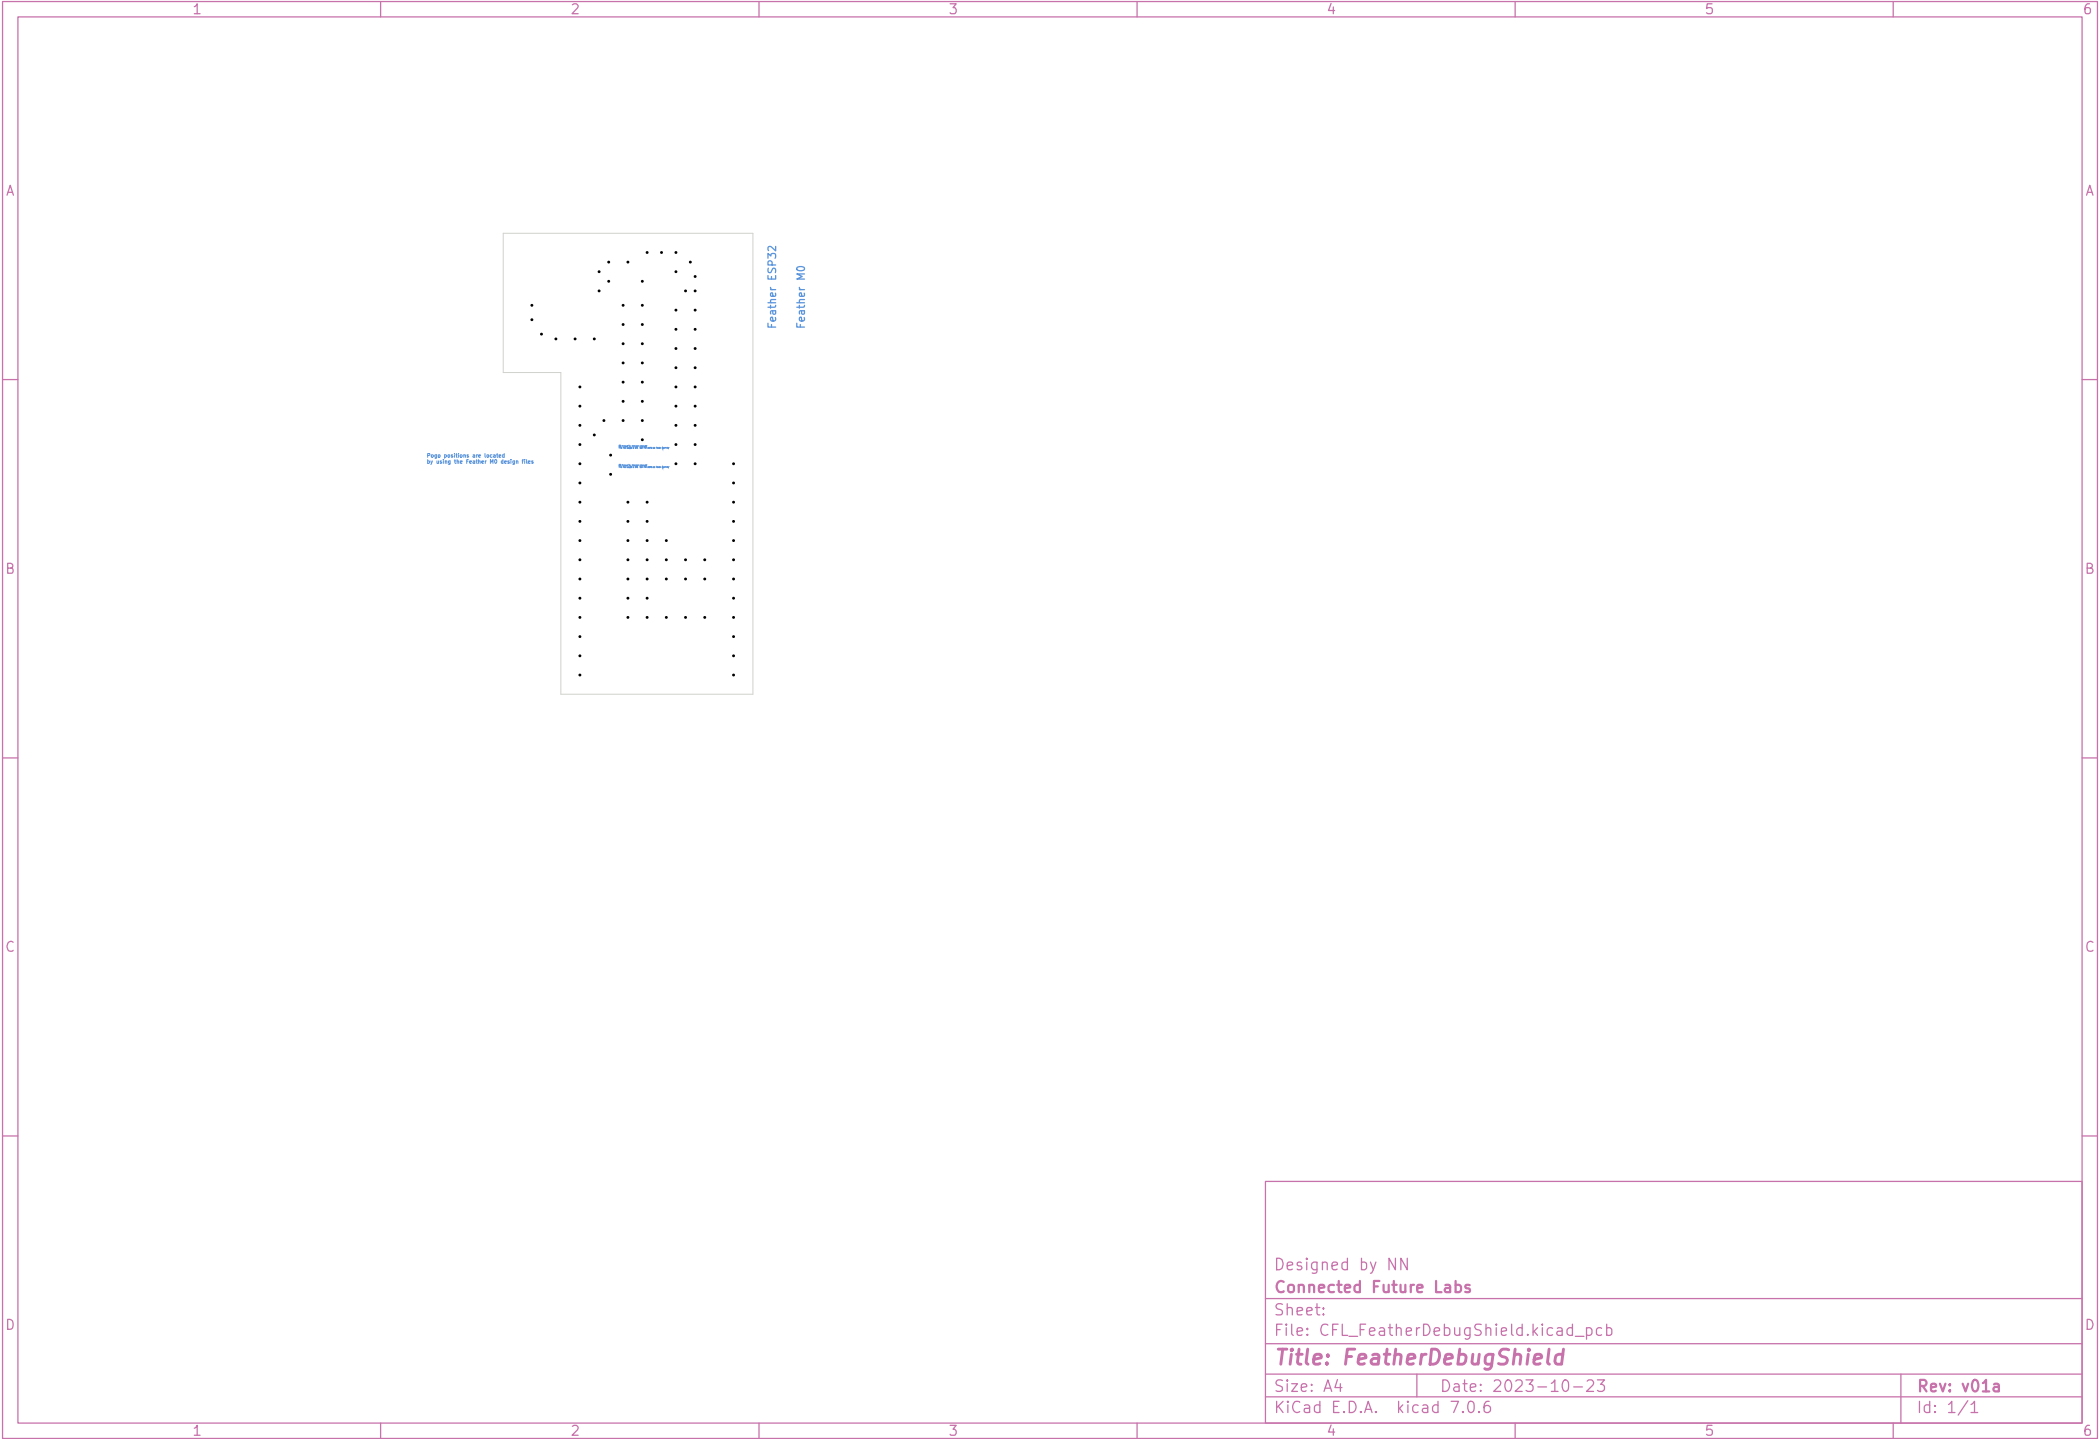 1 2 3 4 5 6
A A
Feather ESP32
Feather M0
Pogo positions are located
by using the Feather M0 design files
B B
C C
Designed by NN
Connected Future Labs
Sheet:
File: CFL_FeatherDebugShield.kicad_pcb
D D
Title: FeatherDebugShield
Size: A4 Date: 2023-10-23 Rev: v01a
KiCad E.D.A. kicad 7.0.6 Id: 1/1
1 2 3 4 5 6